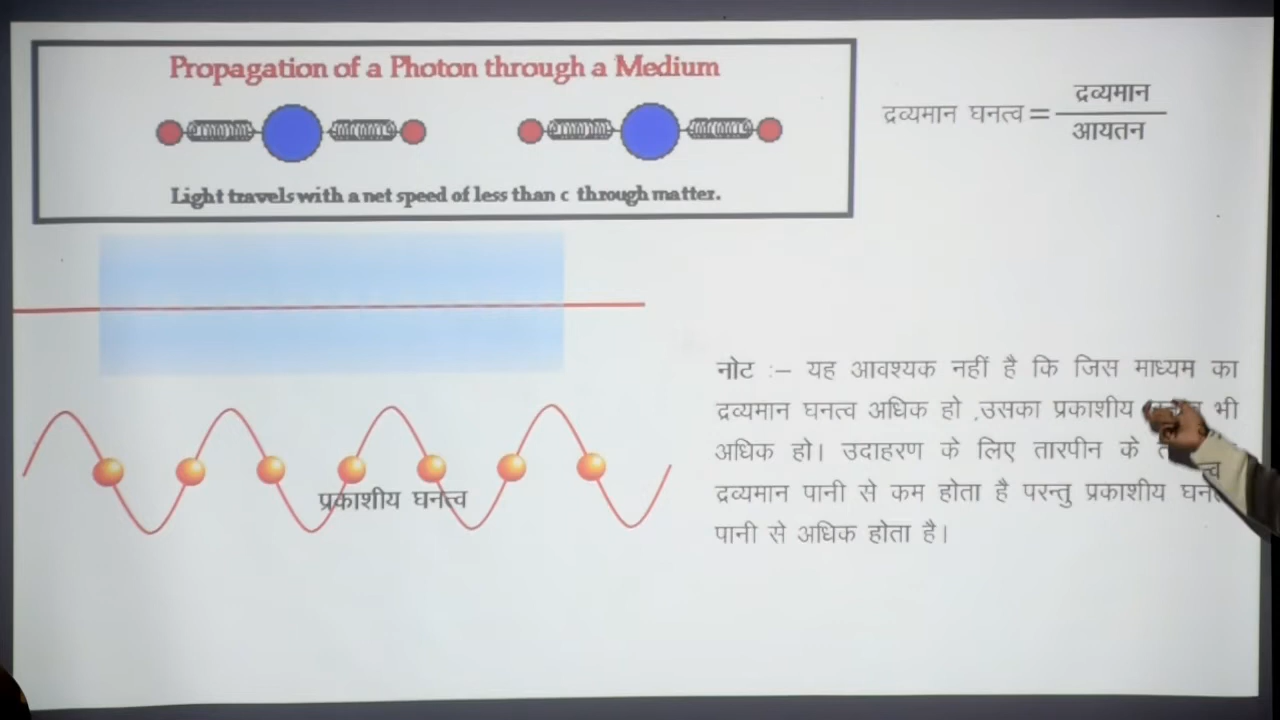 Propagation of a Photon through a Medium
Light travels with a net speed of less than c through matter.
द्रव्यमान घनत्व = द्रव्यमान
आयतन
प्रकाशीय घनत्व
नोट :– यह आवश्यक नहीं है कि जिस माध्यम का
द्रव्यमान घनत्व अधिक हो ,उसका प्रकाशीय भी
अधिक हो। उदाहरण के लिए तारपीन के
द्रव्यमान पानी से कम होता है परन्तु प्रकाशीय
पानी से अधिक होता है।